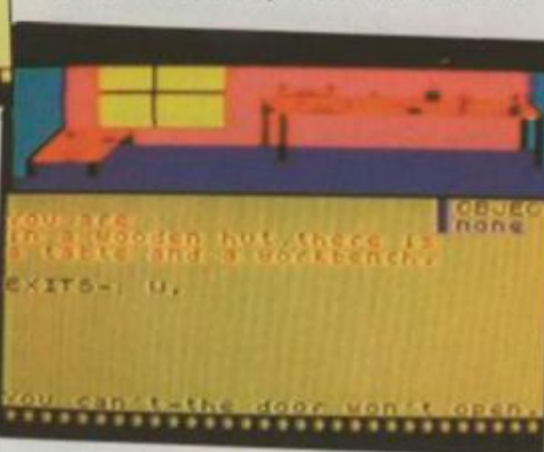 You are
in a wooden hut, there is
a table and a workbench.
OBJEC
none
EXITS-: W.
You can't-the door won't open.